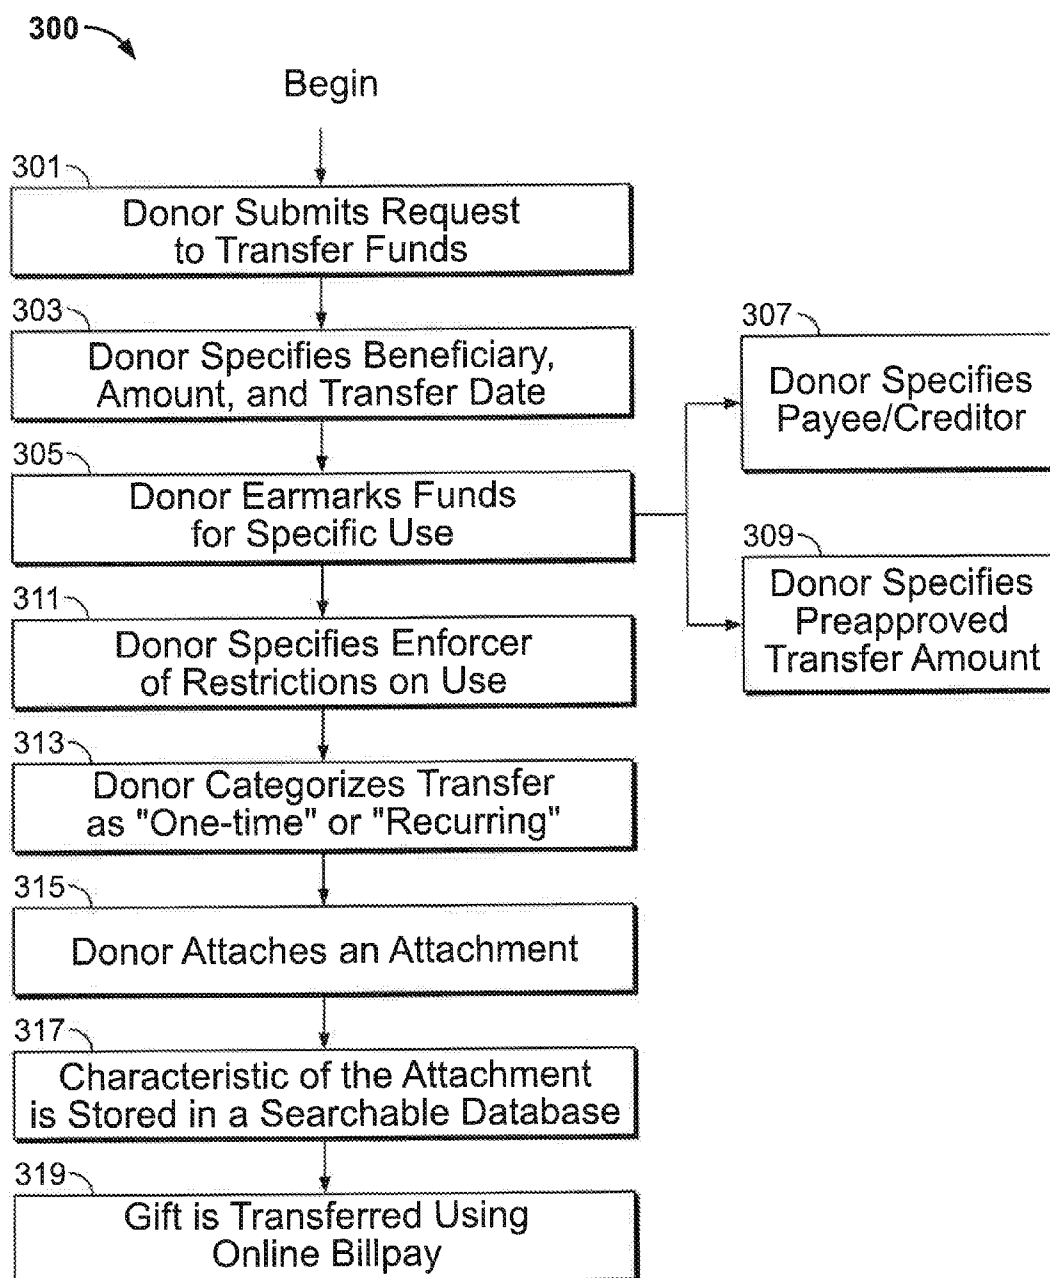 300
Begin
301
Donor Submits Request
to Transfer Funds
303
Donor Specifies Beneficiary,
Amount, and Transfer Date
305
Donor Earmarks Funds
for Specific Use
307
Donor Specifies
Payee/Creditor
309
Donor Specifies
Preapproved
Transfer Amount
311
Donor Specifies Enforcer
of Restrictions on Use
313
Donor Categorizes Transfer
as "One-time" or "Recurring"
315
Donor Attaches an Attachment
317
Characteristic of the Attachment
is Stored in a Searchable Database
319
Gift is Transferred Using
Online Billpay